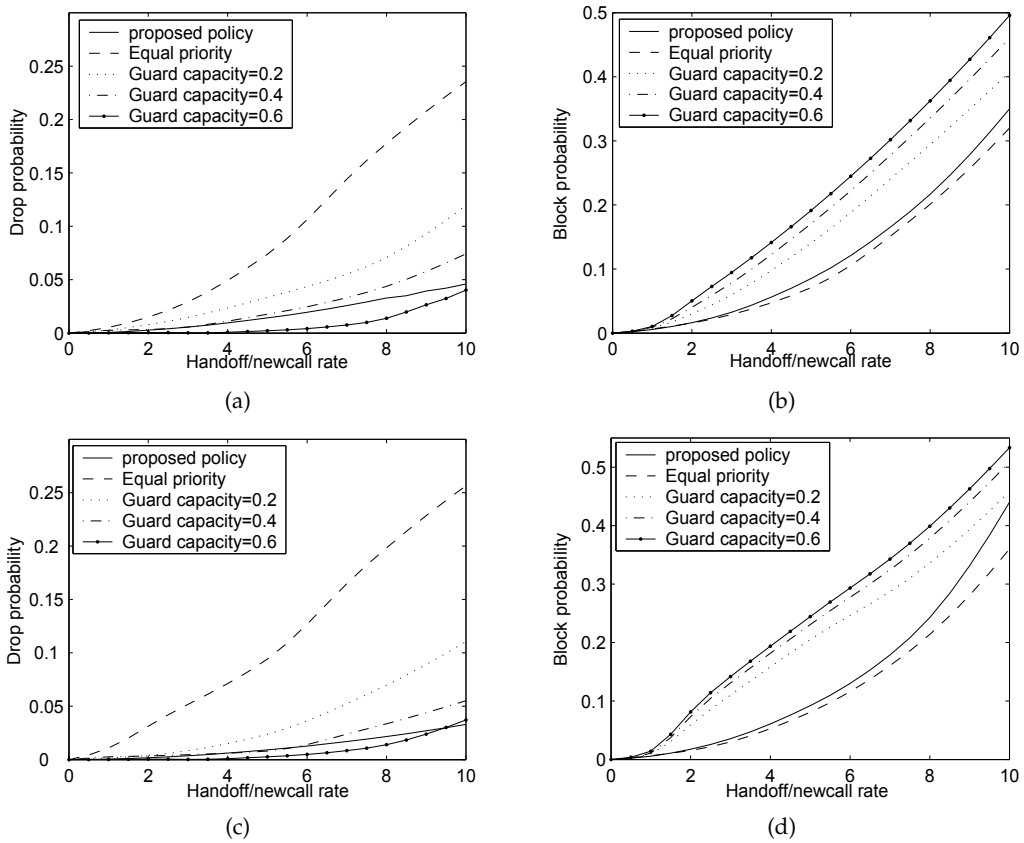 proposed policy
Equal priority
Guard capacity=0.2
Guard capacity=0.4
Guard capacity=0.6
0.25
0.2
0.15
0.1
0.05
0
Drop probability
0 2 4 6 8 10
Handoff/newcall rate
(a)
proposed policy
Equal priority
Guard capacity=0.2
Guard capacity=0.4
Guard capacity=0.6
0.5
0.4
0.3
0.2
0.1
0
Block probability
0 2 4 6 8 10
Handoff/newcall rate
(b)
proposed policy
Equal priority
Guard capacity=0.2
Guard capacity=0.4
Guard capacity=0.6
0.25
0.2
0.15
0.1
0.05
0
Drop probability
0 2 4 6 8 10
Handoff/newcall rate
(c)
proposed policy
Equal priority
Guard capacity=0.2
Guard capacity=0.4
Guard capacity=0.6
0.5
0.4
0.3
0.2
0.1
0
Block probability
0 2 4 6 8 10
Handoff/newcall rate
(d)